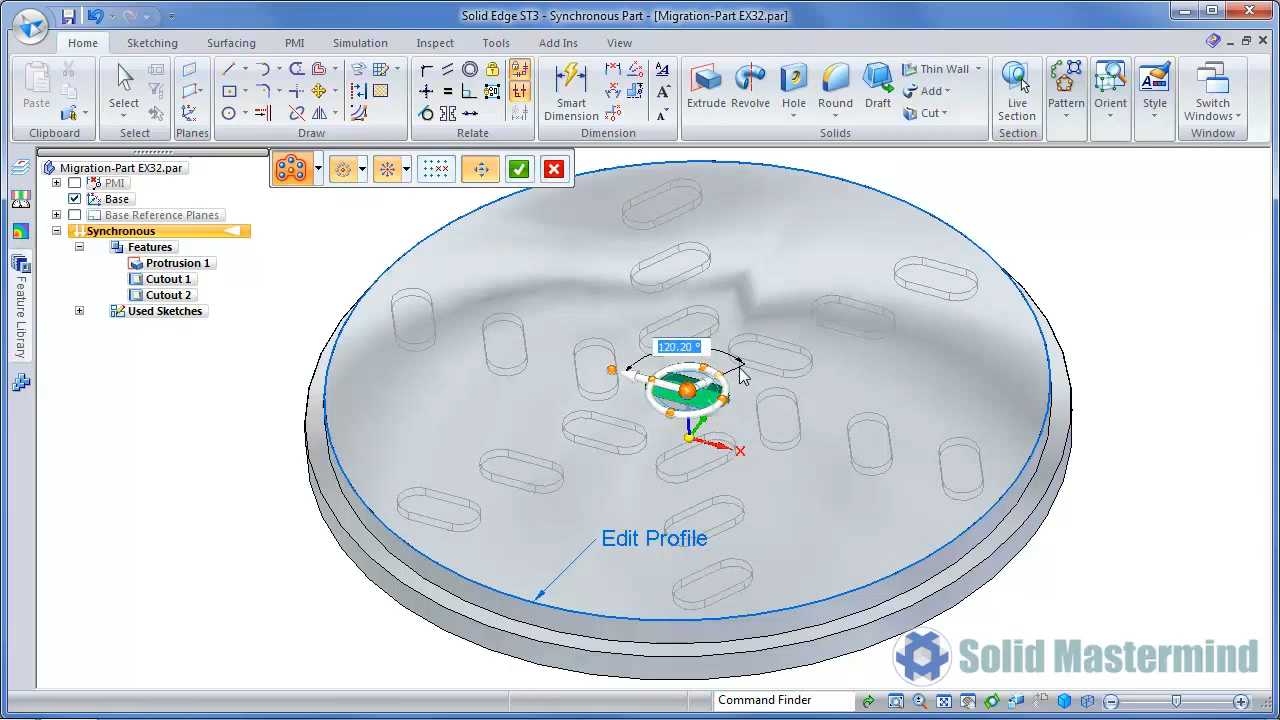 Solid Edge ST3 - Synchronous Part - [Migration-Part EX32.par]
Home Sketching Surfacing PMI Simulation Inspect Tools Add Ins View
Paste Select Smart Dimension Extrude Revolve Hole Round Draft Thin Wall Add Cut Live Section Pattern Orient Style Switch Windows
Clipboard Select Planes Draw Relate Dimension Solids Section Window
Migration-Part EX32.par
PMI
Base
Base Reference Planes
Synchronous
Features
Protrusion 1
Cutout 1
Cutout 2
Used Sketches
Feature Library
120.20 °
X
Edit Profile
Solid Mastermind
Command Finder